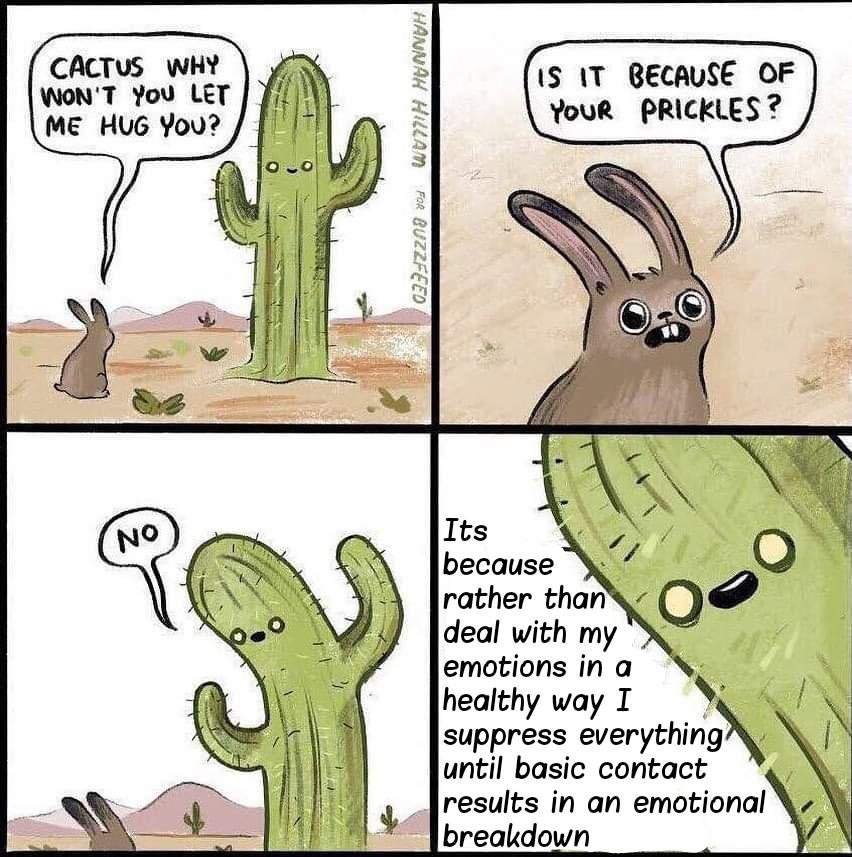 CACTUS WHY
WON'T YOU LET
ME HUG YOU?
HANNAH HILLAM FOR BUZZFEED
IS IT BECAUSE OF
YOUR PRICKLES?
NO
Its
because
rather than
deal with my
emotions in a
healthy way I
suppress everything
until basic contact
results in an emotional
breakdown